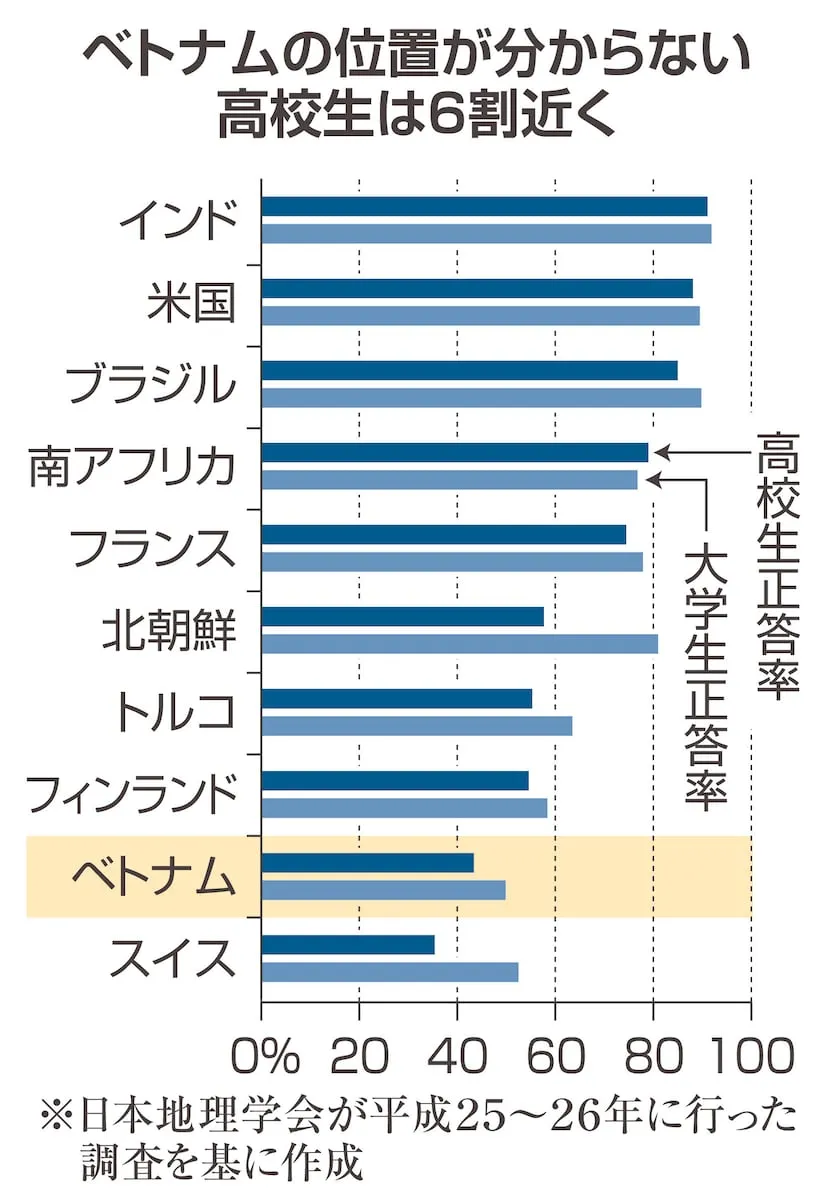 ベトナムの位置が分からない
高校生は6割近く
インド
米国
ブラジル
南アフリカ
フランス
北朝鮮
トルコ
フィンランド
ベトナム
スイス
高校生正答率
大学生正答率
0% 20 40 60 80 100
※日本地理学会が平成25〜26年に行った
調査を基に作成